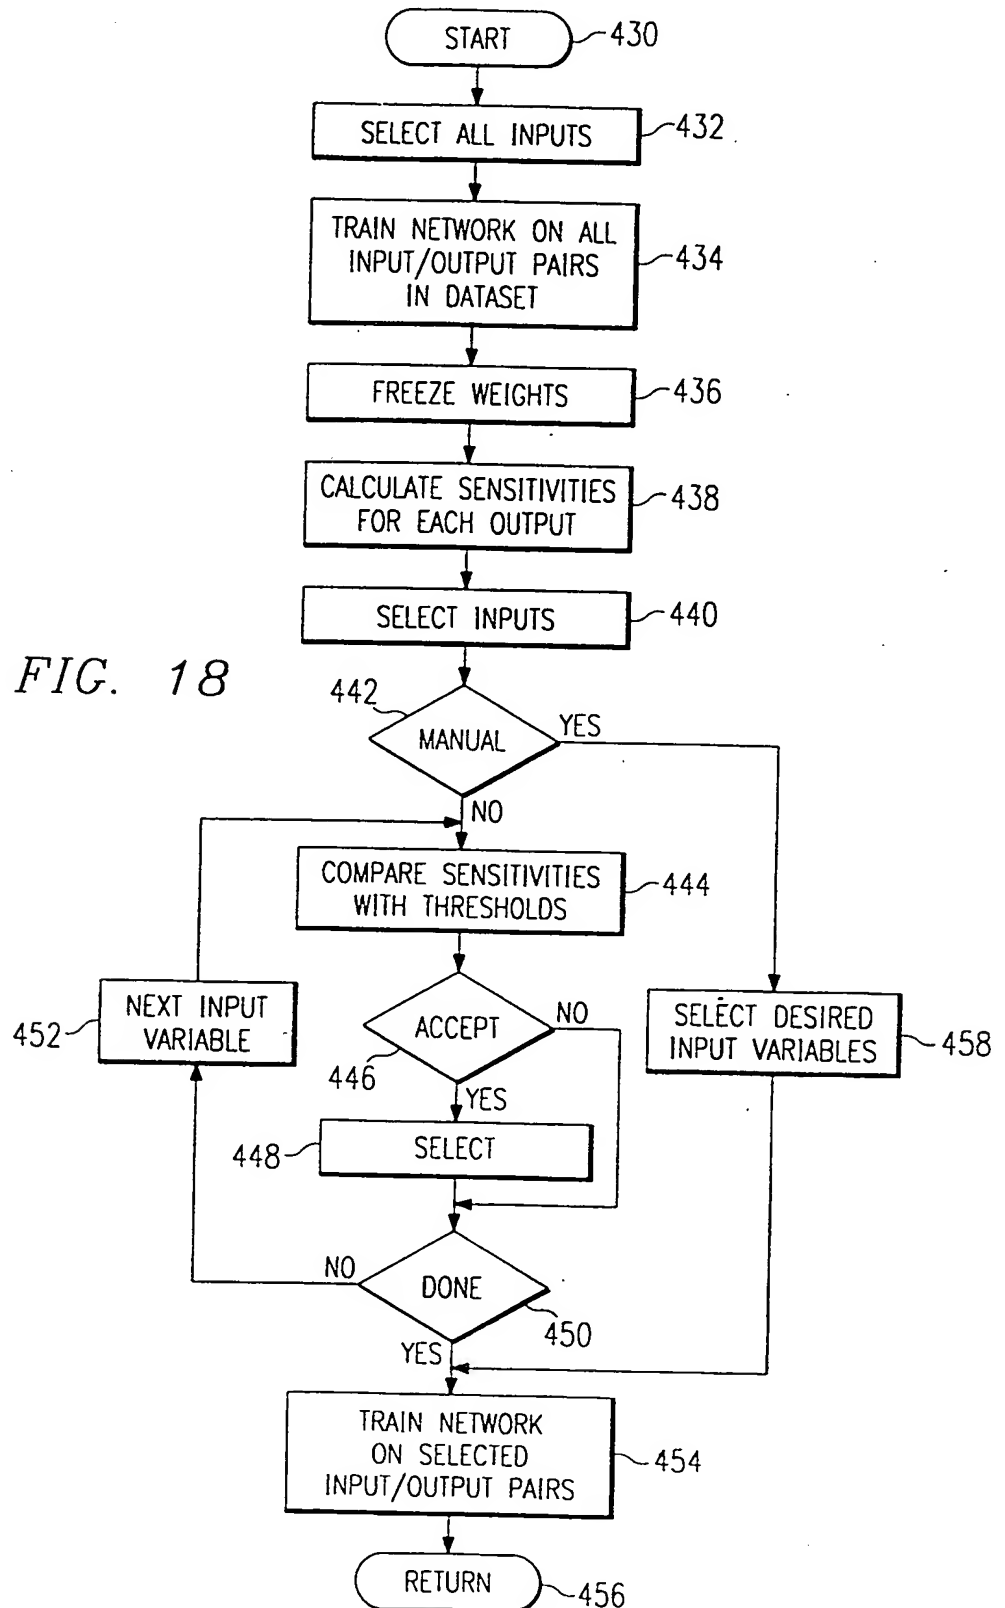 START
430
SELECT ALL INPUTS
432
TRAIN NETWORK ON ALL
INPUT/OUTPUT PAIRS
IN DATASET
434
FREEZE WEIGHTS
436
CALCULATE SENSITIVITIES
FOR EACH OUTPUT
438
SELECT INPUTS
440
FIG. 18
442
MANUAL
YES
NO
COMPARE SENSITIVITIES
WITH THRESHOLDS
444
NEXT INPUT
VARIABLE
452
ACCEPT
NO
446
YES
SELECT DESIRED
INPUT VARIABLES
458
SELECT
448
NO
DONE
450
YES
TRAIN NETWORK
ON SELECTED
INPUT/OUTPUT PAIRS
454
RETURN
456